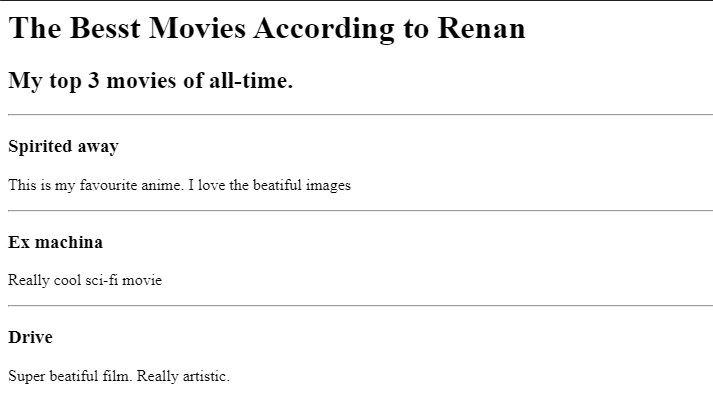 The Besst Movies According to Renan
My top 3 movies of all-time.
Spirited away
This is my favourite anime. I love the beatiful images
Ex machina
Really cool sci-fi movie
Drive
Super beatiful film. Really artistic.